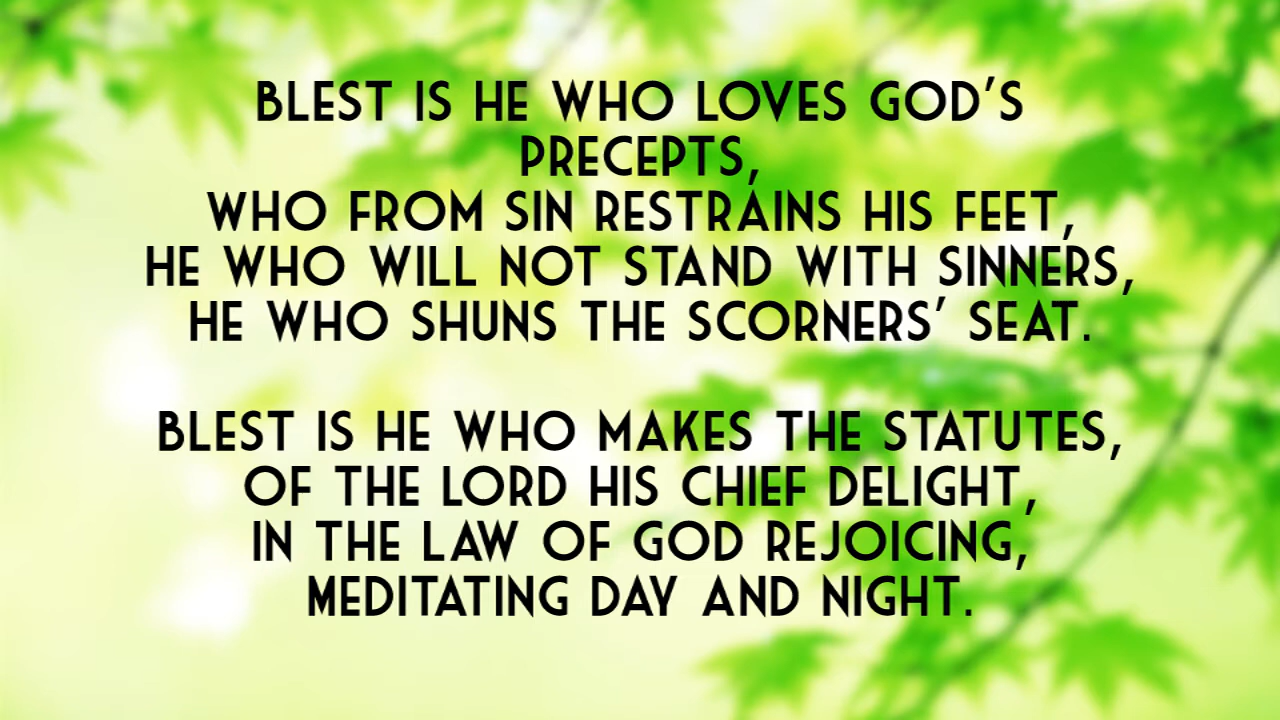 BLEST IS HE WHO LOVES GOD'S
PRECEPTS,
WHO FROM SIN RESTRAINS HIS FEET,
HE WHO WILL NOT STAND WITH SINNERS,
HE WHO SHUNS THE SCORNERS' SEAT.
BLEST IS HE WHO MAKES THE STATUTES,
OF THE LORD HIS CHIEF DELIGHT,
IN THE LAW OF GOD REJOICING,
MEDITATING DAY AND NIGHT.